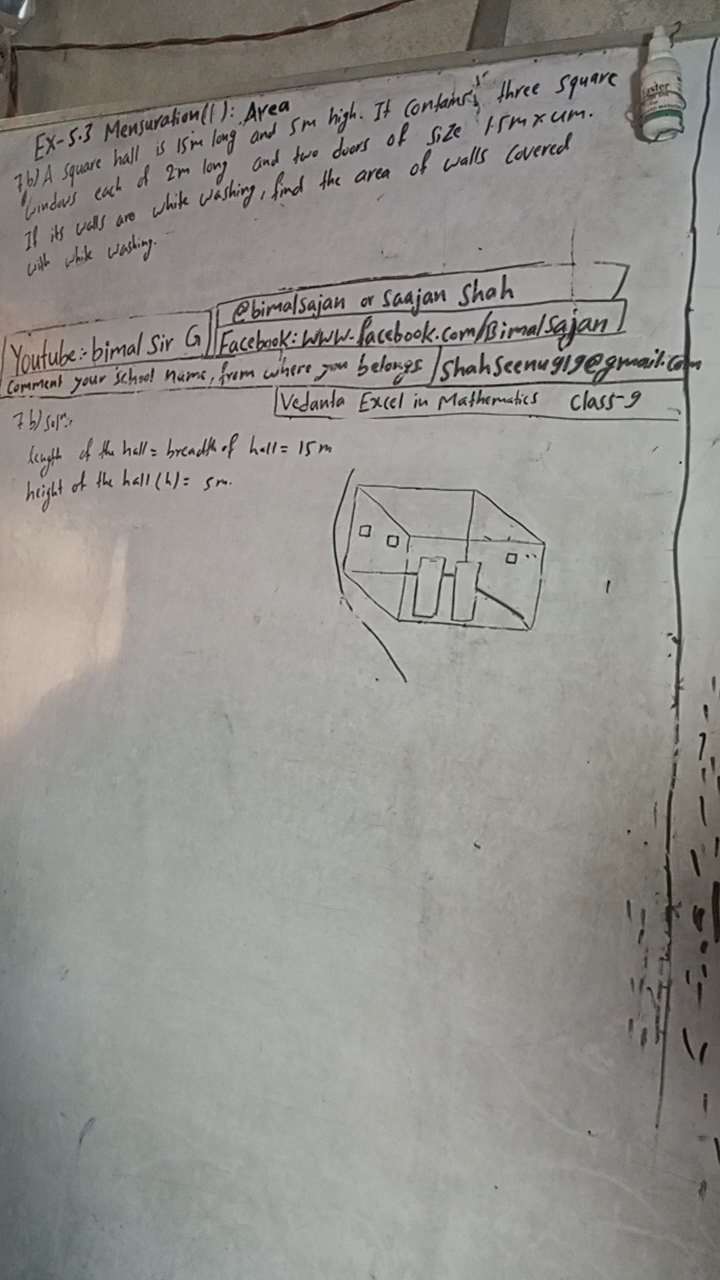 EX-5.3 Mensuration(1): Area
7b) A square hall is 15m long and 5m high. It contains three square
windows each of 2m long and two doors of size 1.5m x 4m.
If its walls are white washing, find the area of walls covered
with white washing.
@bimalsajan or Saajan Shah
Youtube:- bimal Sir G
Facebook: www.facebook.com/Bimalsajan
Comment your school name, from where you belongs
shahseenu919@gmail.com
Vedanta Excel in Mathematics Class-9
7b) Soln:
length of the hall = breadth of hall = 15 m
height of the hall (h) = 5m.